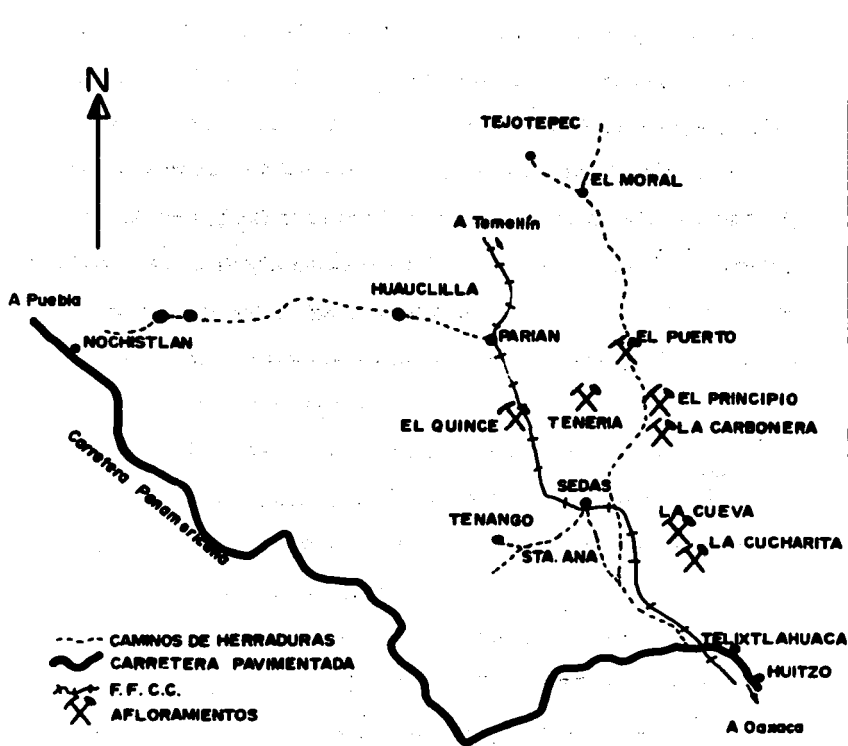 N
TEJOTEPEC
EL MORAL
A Tomellín
A Puebla
HUAUCLILLA
NOCHISTLAN
PARIAN
EL PUERTO
EL PRINCIPIO
EL QUINCE
TENERIA
LA CARBONERA
Carretera Panamericana
SEDAS
TENANGO
LA CUEVA
LA CUCHARITA
STA. ANA
CAMINOS DE HERRADURAS
CARRETERA PAVIMENTADA
F.F.C.C.
AFLORAMIENTOS
TELIXTLAHUACA
HUITZO
A Oaxaca